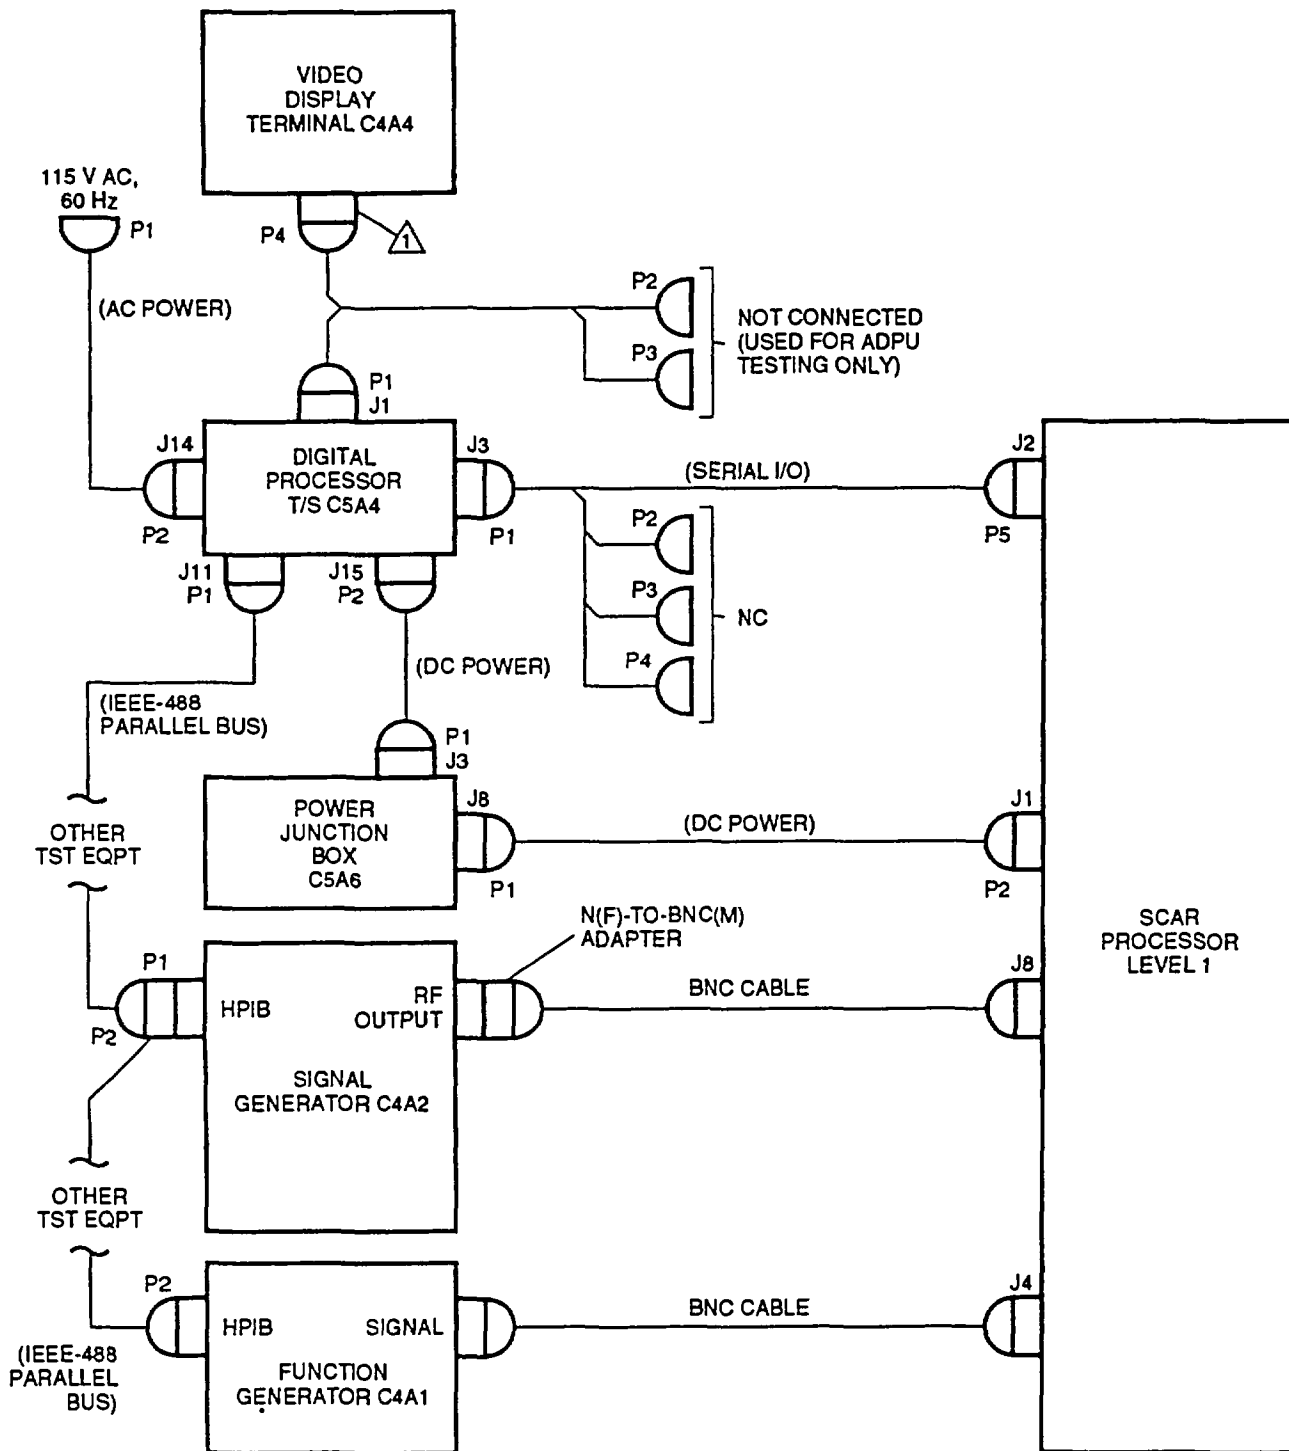 VIDEO
DISPLAY
TERMINAL C4A4
115 V AC,
60 Hz
P1
P4
1
(AC POWER)
P2
P3
NOT CONNECTED
(USED FOR ADPU
TESTING ONLY)
P1
J1
J14
P2
DIGITAL
PROCESSOR
T/S C5A4
J3
P1
(SERIAL I/O)
J2
P5
P2
P3
P4
NC
J11
P1
J15
P2
(DC POWER)
(IEEE-488
PARALLEL BUS)
P1
J3
OTHER
TST EQPT
POWER
JUNCTION
BOX
C5A6
J8
P1
(DC POWER)
J1
P2
N(F)-TO-BNC(M)
ADAPTER
SCAR
PROCESSOR
LEVEL 1
P1
P2
HPIB
RF
OUTPUT
BNC CABLE
J8
SIGNAL
GENERATOR C4A2
OTHER
TST EQPT
P2
HPIB
SIGNAL
BNC CABLE
J4
(IEEE-488
PARALLEL
BUS)
FUNCTION
GENERATOR C4A1